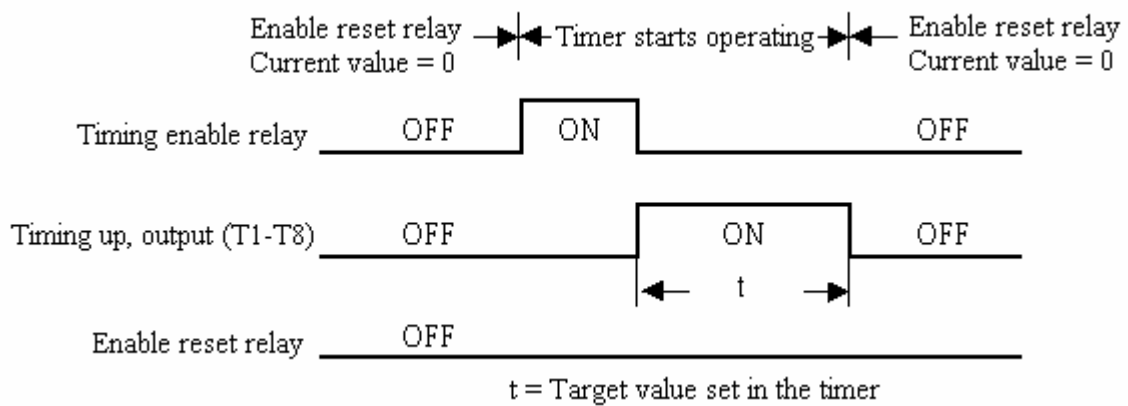 Enable reset relay
Current value = 0
Timer starts operating
Enable reset relay
Current value = 0
Timing enable relay
OFF
ON
OFF
Timing up, output (T1-T8)
OFF
ON
OFF
t
Enable reset relay
OFF
t = Target value set in the timer